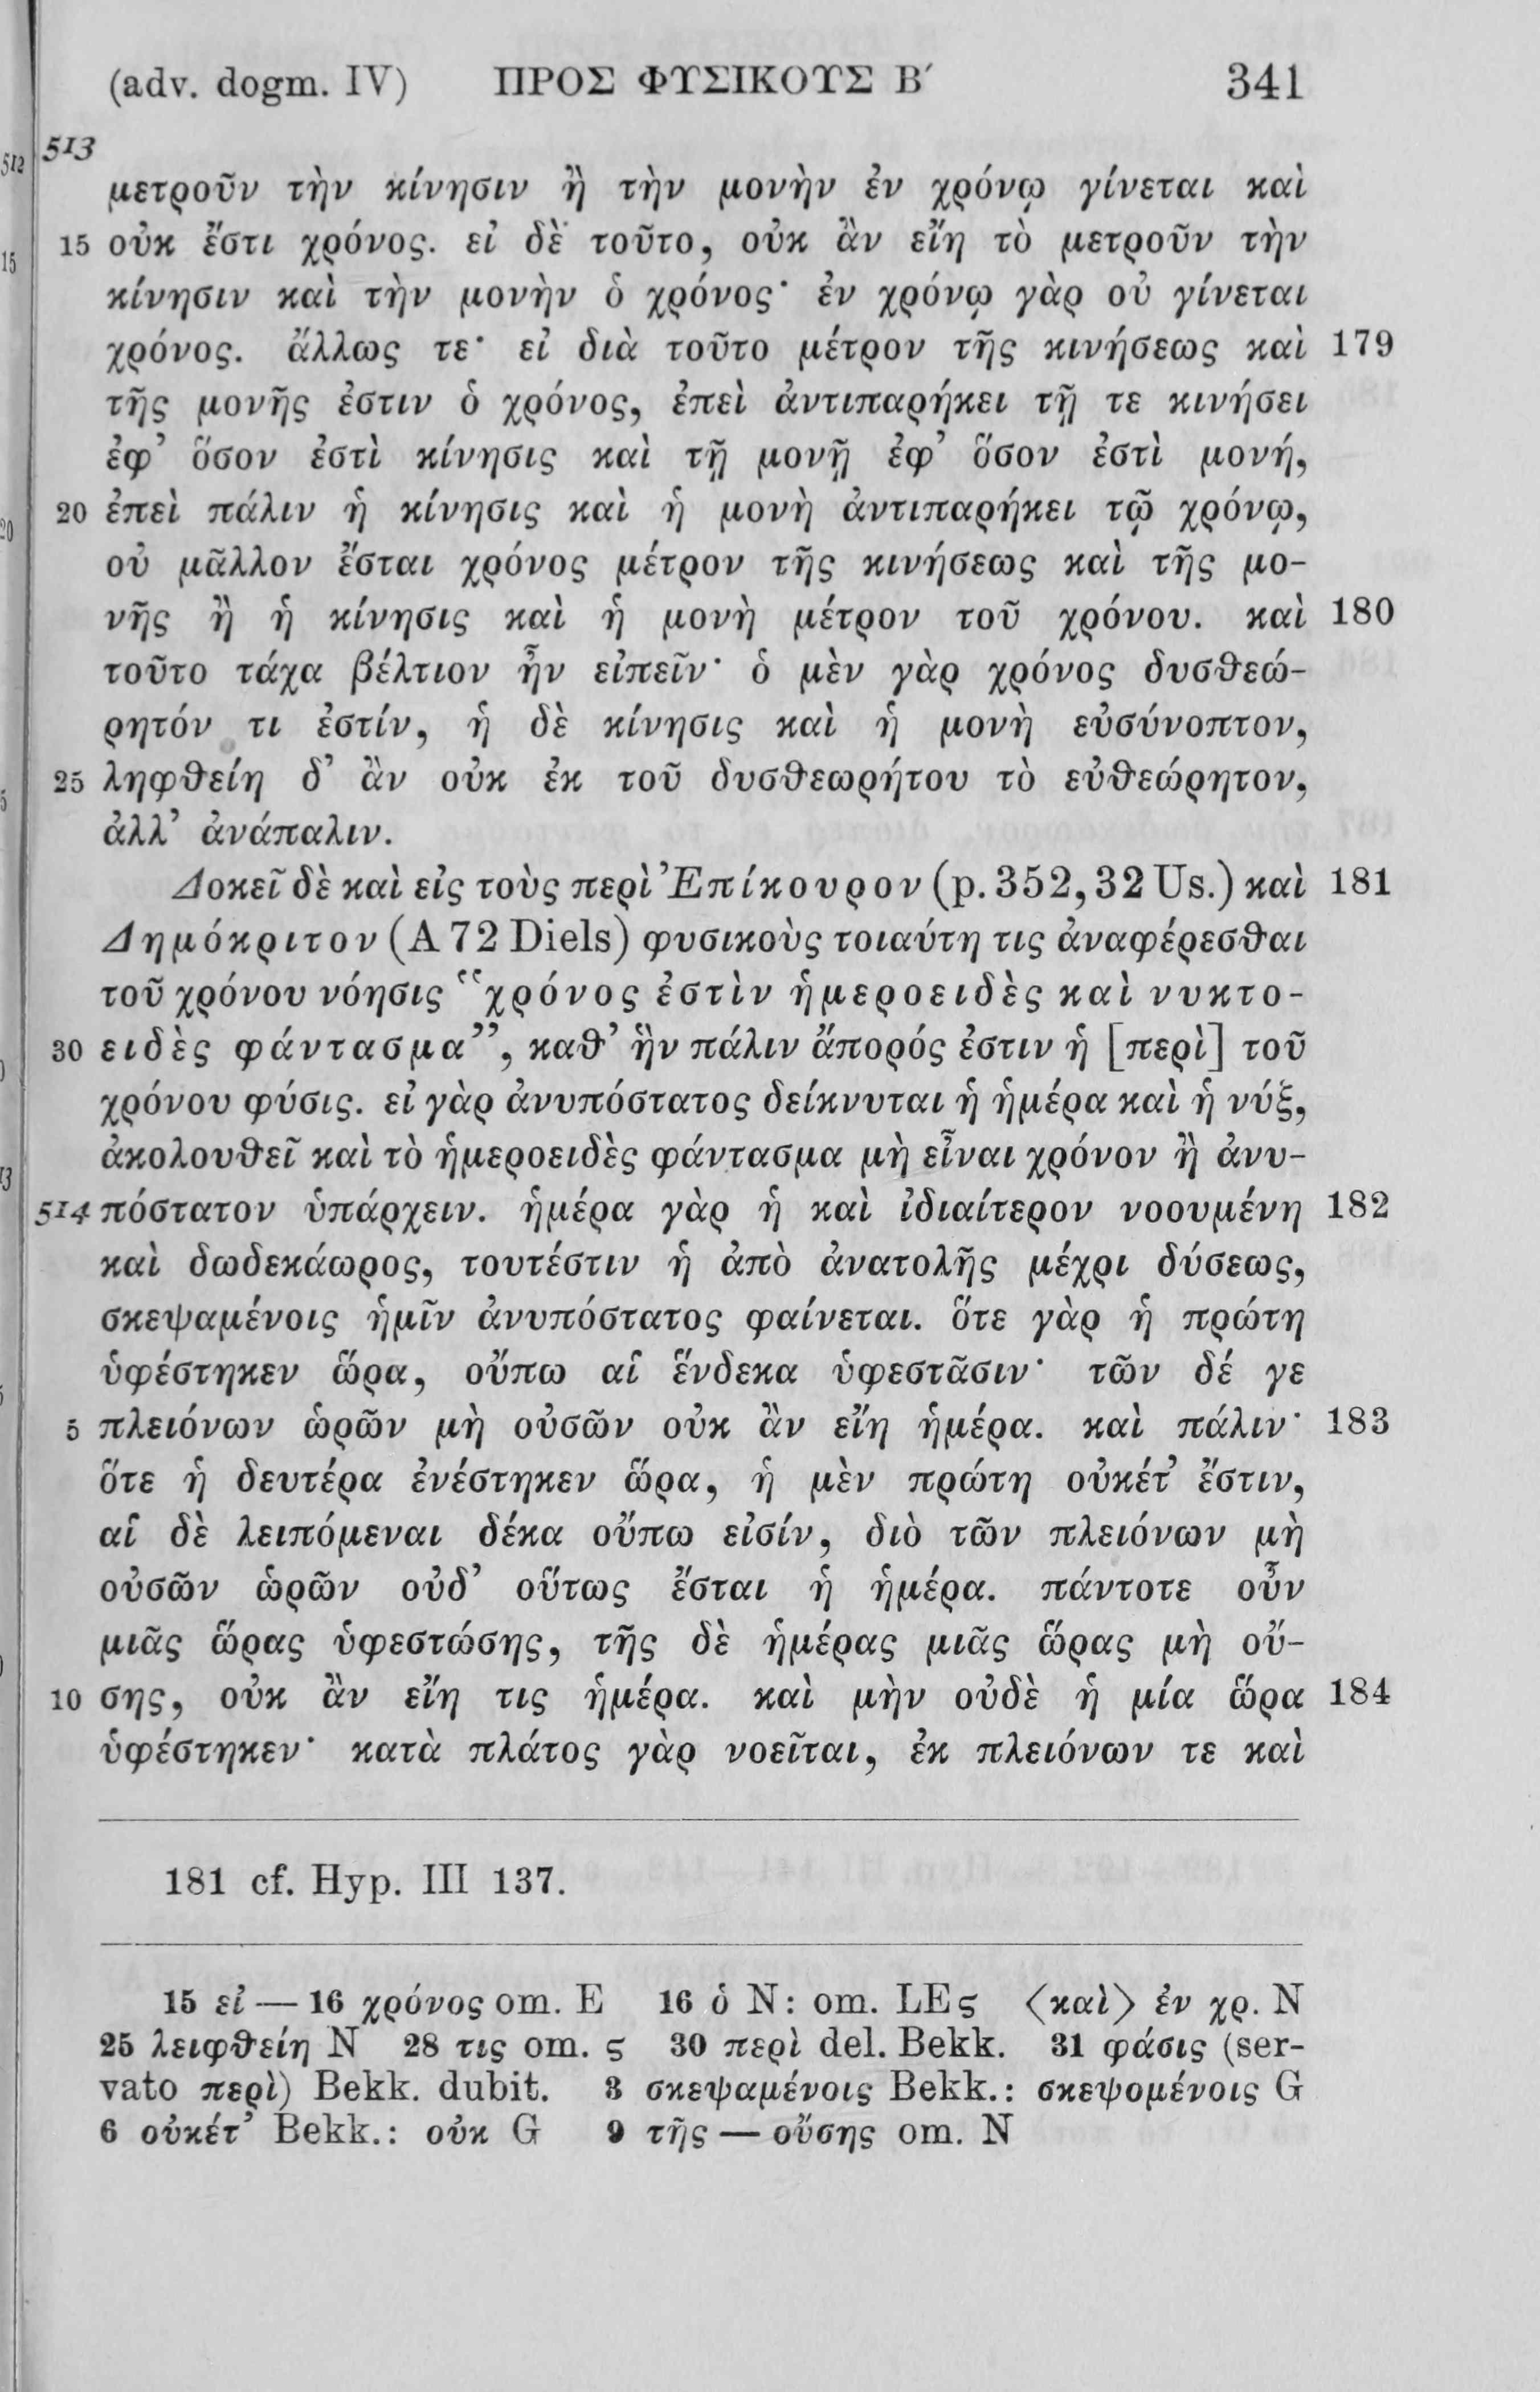 (adv. dogm. IV) ΠΡΟΣ ΦΥΣΙΚΟΥΣ Β´ 341
513
μετροῦν τὴν κίνησιν ἢ τὴν μονὴν ἐν χρόνῳ γίνεται καὶ
15 οὐκ ἔστι χρόνος. εἰ δὲ τοῦτο, οὐκ ἂν εἴη τὸ μετροῦν τὴν
κίνησιν καὶ τὴν μονὴν ὁ χρόνος· ἐν χρόνῳ γὰρ οὐ γίνεται
χρόνος. ἄλλως τε· εἰ διὰ τοῦτο μέτρον τῆς κινήσεως καὶ 179
τῆς μονῆς ἐστιν ὁ χρόνος, ἐπεὶ ἀντιπαρήκει τῇ τε κινήσει
ἐφ’ ὅσον ἐστὶ κίνησις καὶ τῇ μονῇ ἐφ’ ὅσον ἐστὶ μονή,
20 ἐπεὶ πάλιν ἡ κίνησις καὶ ἡ μονὴ ἀντιπαρήκει τῷ χρόνῳ,
οὐ μᾶλλον ἔσται χρόνος μέτρον τῆς κινήσεως καὶ τῆς μο-
νῆς ἢ ἡ κίνησις καὶ ἡ μονὴ μέτρον τοῦ χρόνου. καὶ 180
τοῦτο τάχα βέλτιον ἦν εἰπεῖν· ὁ μὲν γὰρ χρόνος δυσθεώ-
ρητόν τι ἐστίν, ἡ δὲ κίνησις καὶ ἡ μονὴ εὐσύνοπτον,
25 ληφθείη δ’ ἂν οὐκ ἐκ τοῦ δυσθεωρήτου τὸ εὐθεώρητον,
ἀλλ’ ἀνάπαλιν.
Δοκεῖ δὲ καὶ εἰς τοὺς περὶ Ἐπίκουρον (p. 352, 32 Us.) καὶ 181
Δημόκριτον (A 72 Diels) φυσικοὺς τοιαύτη τις ἀναφέρεσθαι
τοῦ χρόνου νόησις “χρόνος ἐστὶν ἡμεροειδὲς καὶ νυκτο-
30 ειδὲς φάντασμα”, καθ’ ἣν πάλιν ἄπορός ἐστιν ἡ [περὶ] τοῦ
χρόνου φύσις. εἰ γὰρ ἀνυπόστατος δείκνυται ἡ ἡμέρα καὶ ἡ νύξ,
ἀκολουθεῖ καὶ τὸ ἡμεροειδὲς φάντασμα μὴ εἶναι χρόνον ἢ ἀνυ-
514 πόστατον ὑπάρχειν. ἡμέρα γὰρ ἡ καὶ ἰδιαίτερον νοουμένη 182
καὶ δωδεκάωρος, τουτέστιν ἡ ἀπὸ ἀνατολῆς μέχρι δύσεως,
σκεψαμένοις ἡμῖν ἀνυπόστατος φαίνεται. ὅτε γὰρ ἡ πρώτη
ὑφέστηκεν ὥρα, οὔπω αἱ ἕνδεκα ὑφεστᾶσιν· τῶν δέ γε
5 πλειόνων ὡρῶν μὴ οὐσῶν οὐκ ἂν εἴη ἡμέρα. καὶ πάλιν· 183
ὅτε ἡ δευτέρα ἐνέστηκεν ὥρα, ἡ μὲν πρώτη οὐκέτ’ ἔστιν,
αἱ δὲ λειπόμεναι δέκα οὔπω εἰσίν, διὸ τῶν πλειόνων μὴ
οὐσῶν ὡρῶν οὐδ’ οὕτως ἔσται ἡ ἡμέρα. πάντοτε οὖν
μιᾶς ὥρας ὑφεστώσης, τῆς δὲ ἡμέρας μιᾶς ὥρας μὴ οὔ-
10 σης, οὐκ ἂν εἴη τις ἡμέρα. καὶ μὴν οὐδὲ ἡ μία ὥρα 184
ὑφέστηκεν· κατὰ πλάτος γὰρ νοεῖται, ἐκ πλειόνων τε καὶ
181 cf. Hyp. III 137.
15 εἰ — 16 χρόνος om. E 16 ὁ N: om. LEς ⟨καὶ⟩ ἐν χρ. N
25 λειφθείη N 28 τις om. ς 30 περὶ del. Bekk. 31 φάσις (ser-
vato περὶ) Bekk. dubit. 3 σκεψαμένοις Bekk.: σκεψομένοις G
6 οὐκέτ’ Bekk.: οὐκ G 9 τῆς — οὔσης om. N